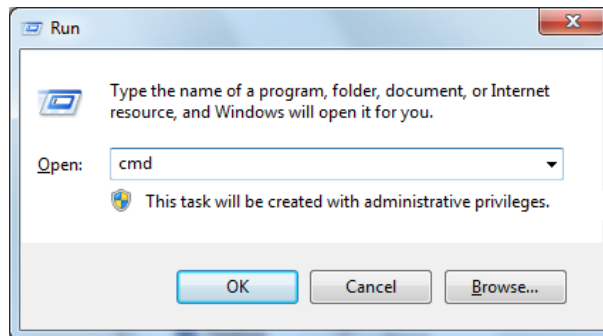 Run
Type the name of a program, folder, document, or Internet
resource, and Windows will open it for you.
Open: cmd
This task will be created with administrative privileges.
OK Cancel Browse...